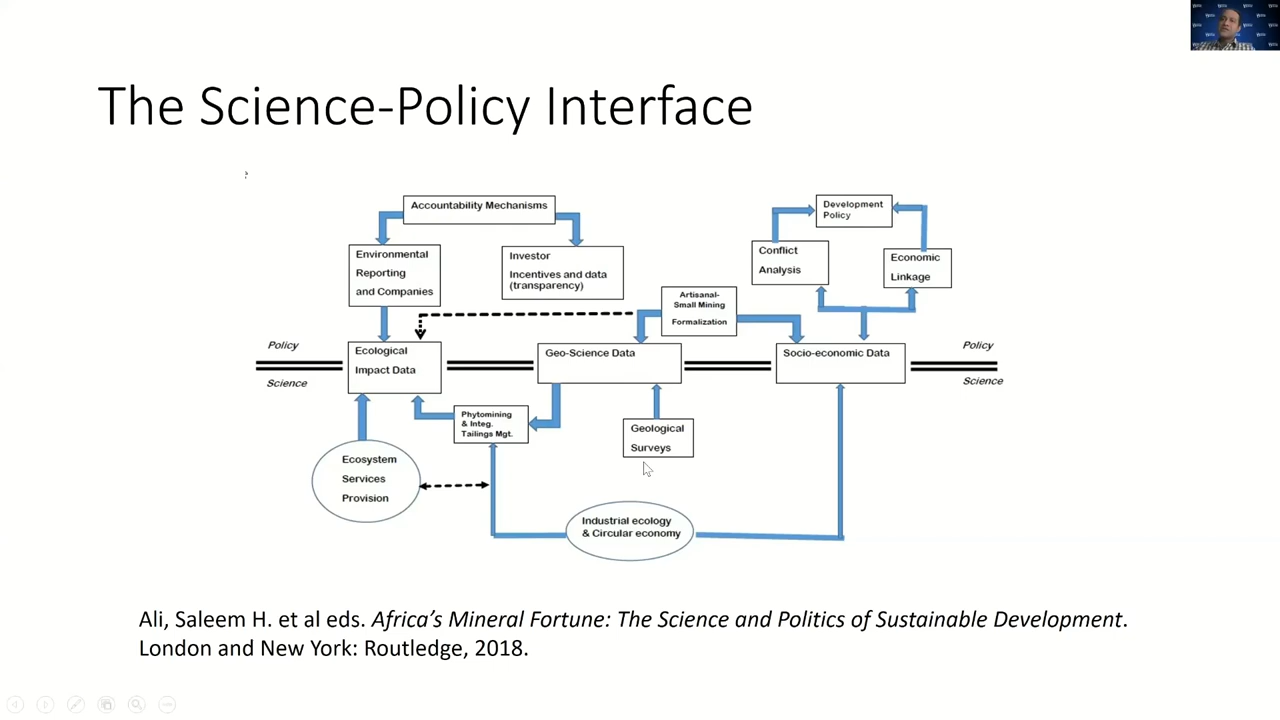 The Science-Policy Interface
Accountability Mechanisms
Environmental
Reporting
and Companies
Investor
Incentives and data
(transparency)
Development
Policy
Conflict
Analysis
Economic
Linkage
Artisanal-
Small Mining
Formalization
Policy
Science
Ecological
Impact Data
Geo-Science Data
Socio-economic Data
Policy
Science
Phytomining
& Integ.
Tailings Mgt.
Geological
Surveys
Ecosystem
Services
Provision
Industrial ecology
& Circular economy
Ali, Saleem H. et al eds. Africa's Mineral Fortune: The Science and Politics of Sustainable Development.
London and New York: Routledge, 2018.